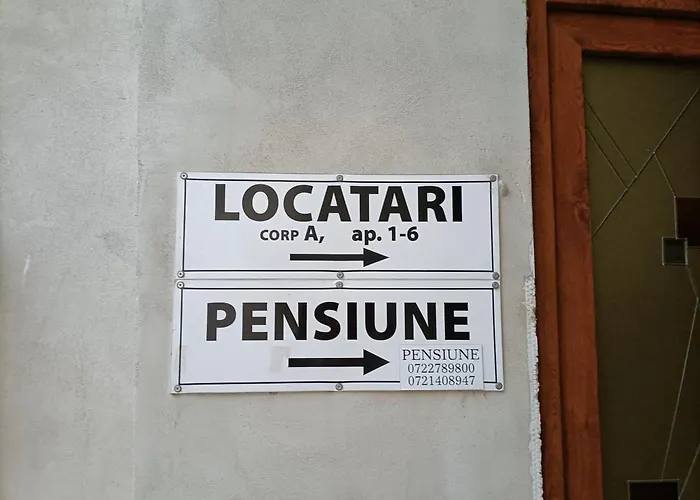 LOCATARI
CORP A, ap. 1-6
PENSIUNE
PENSIUNE
0722789800
0721408947